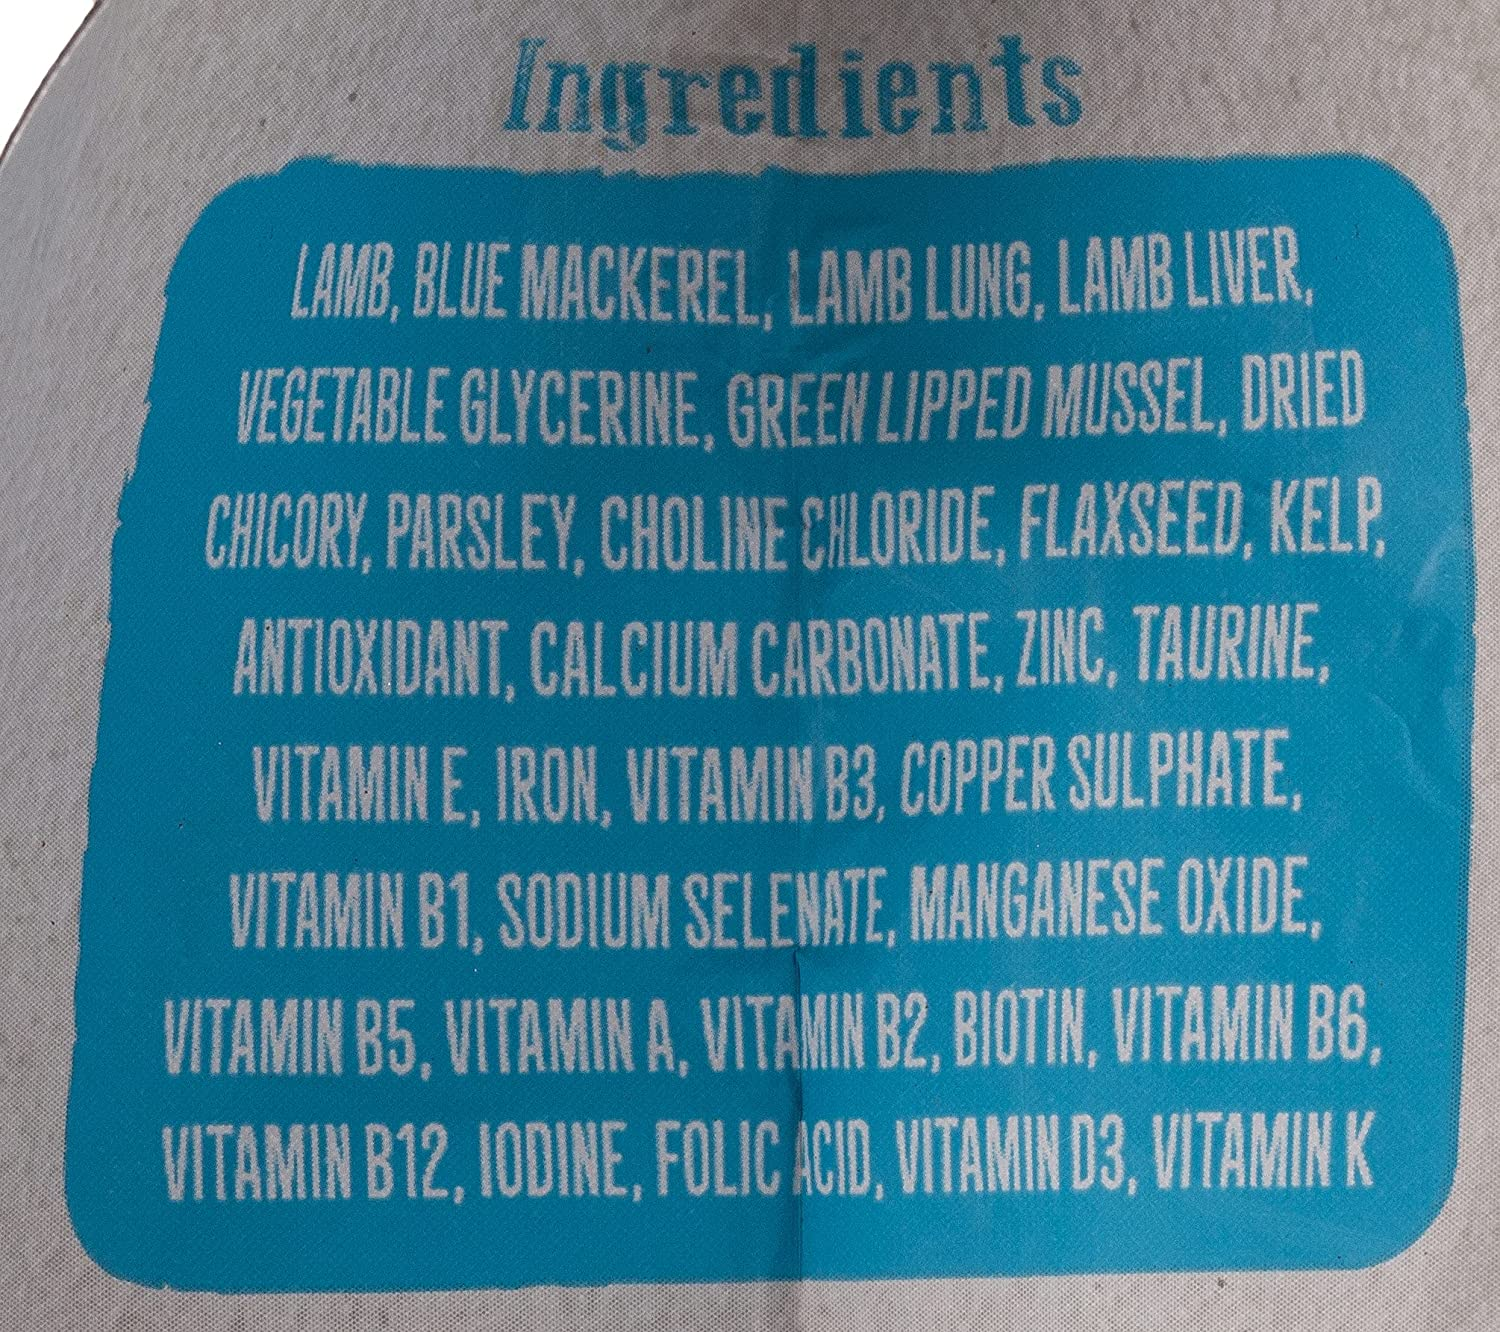 Ingredients
LAMB, BLUE MACKEREL, LAMB LUNG, LAMB LIVER,
VEGETABLE GLYCERINE, GREEN LIPPED MUSSEL, DRIED
CHICORY, PARSLEY, CHOLINE CHLORIDE, FLAXSEED, KELP,
ANTIOXIDANT, CALCIUM CARBONATE, ZINC, TAURINE,
VITAMIN E, IRON, VITAMIN B3, COPPER SULPHATE,
VITAMIN B1, SODIUM SELENATE, MANGANESE OXIDE,
VITAMIN B5, VITAMIN A, VITAMIN B2, BIOTIN, VITAMIN B6,
VITAMIN B12, IODINE, FOLIC ACID, VITAMIN D3, VITAMIN K